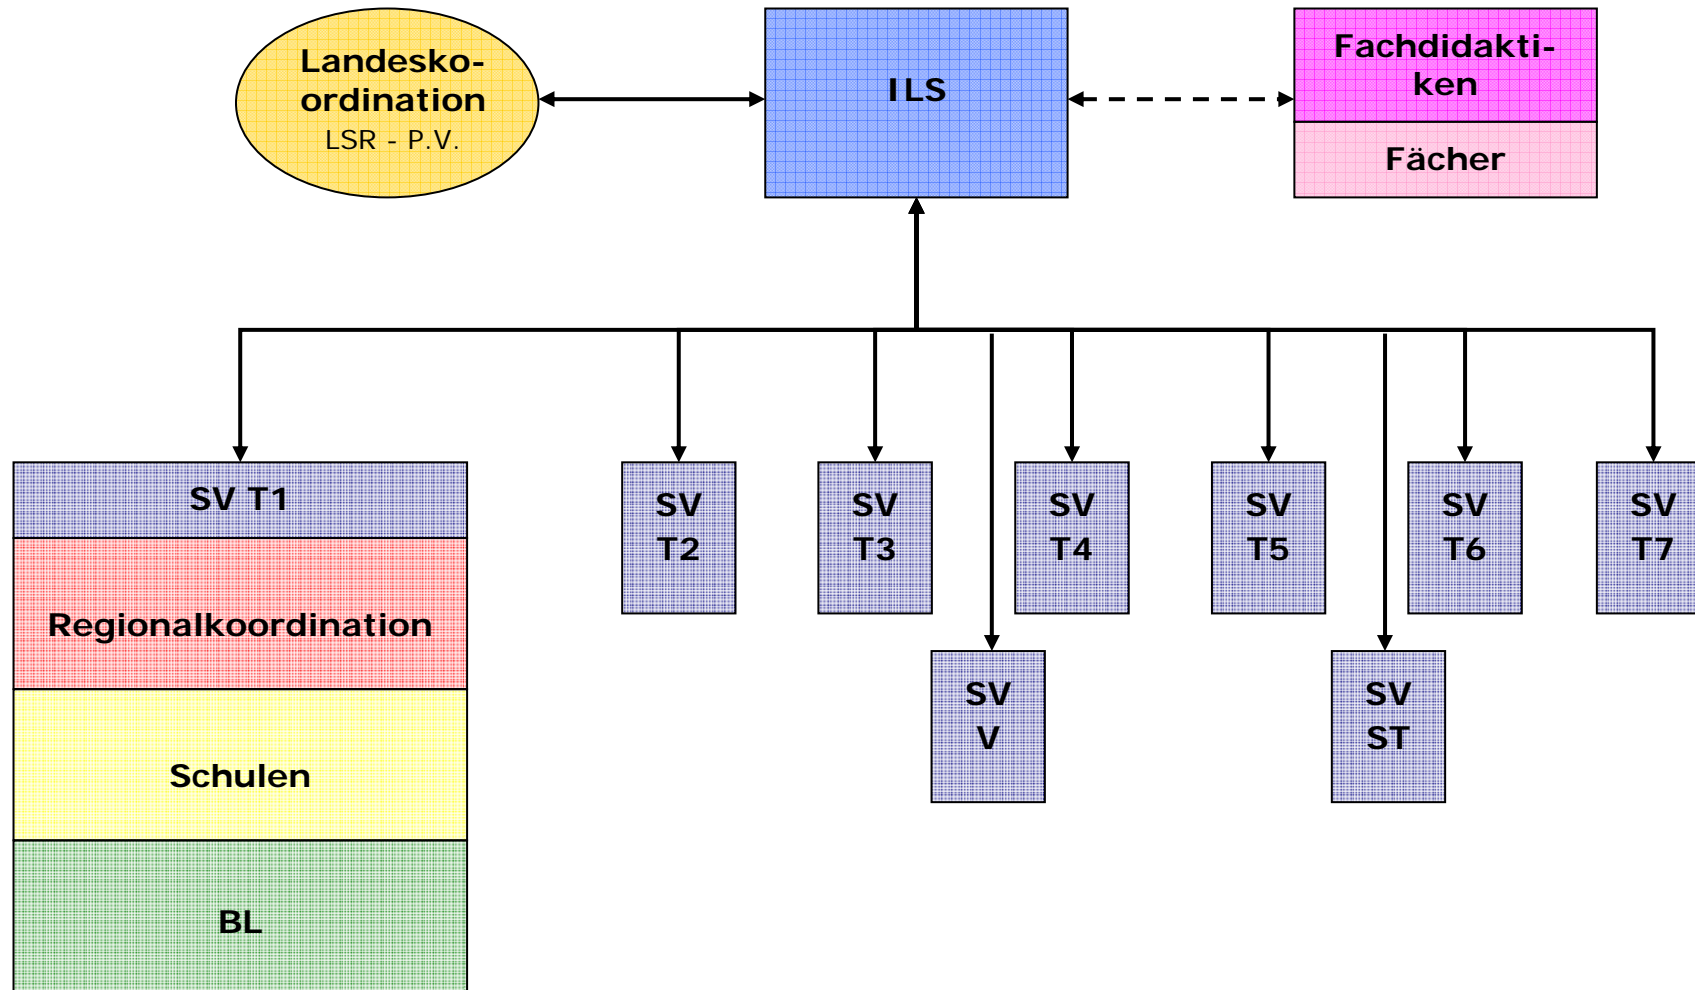 Landesko-
ordination
LSR - P.V.
ILS
Fachdidakti-
ken
Fächer
SV T1
Regionalkoordination
Schulen
BL
SV
T2
SV
T3
SV
T4
SV
T5
SV
T6
SV
T7
SV
V
SV
ST